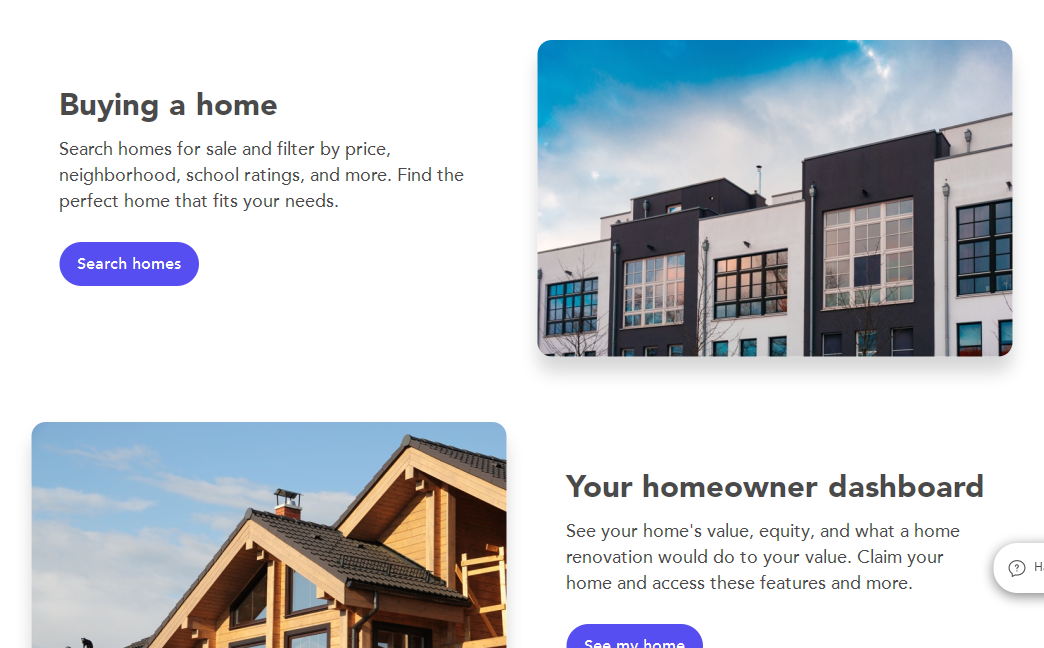 Buying a home
Search homes for sale and filter by price,
neighborhood, school ratings, and more. Find the
perfect home that fits your needs.
Search homes
Your homeowner dashboard
See your home's value, equity, and what a home
renovation would do to your value. Claim your
home and access these features and more.
See my home